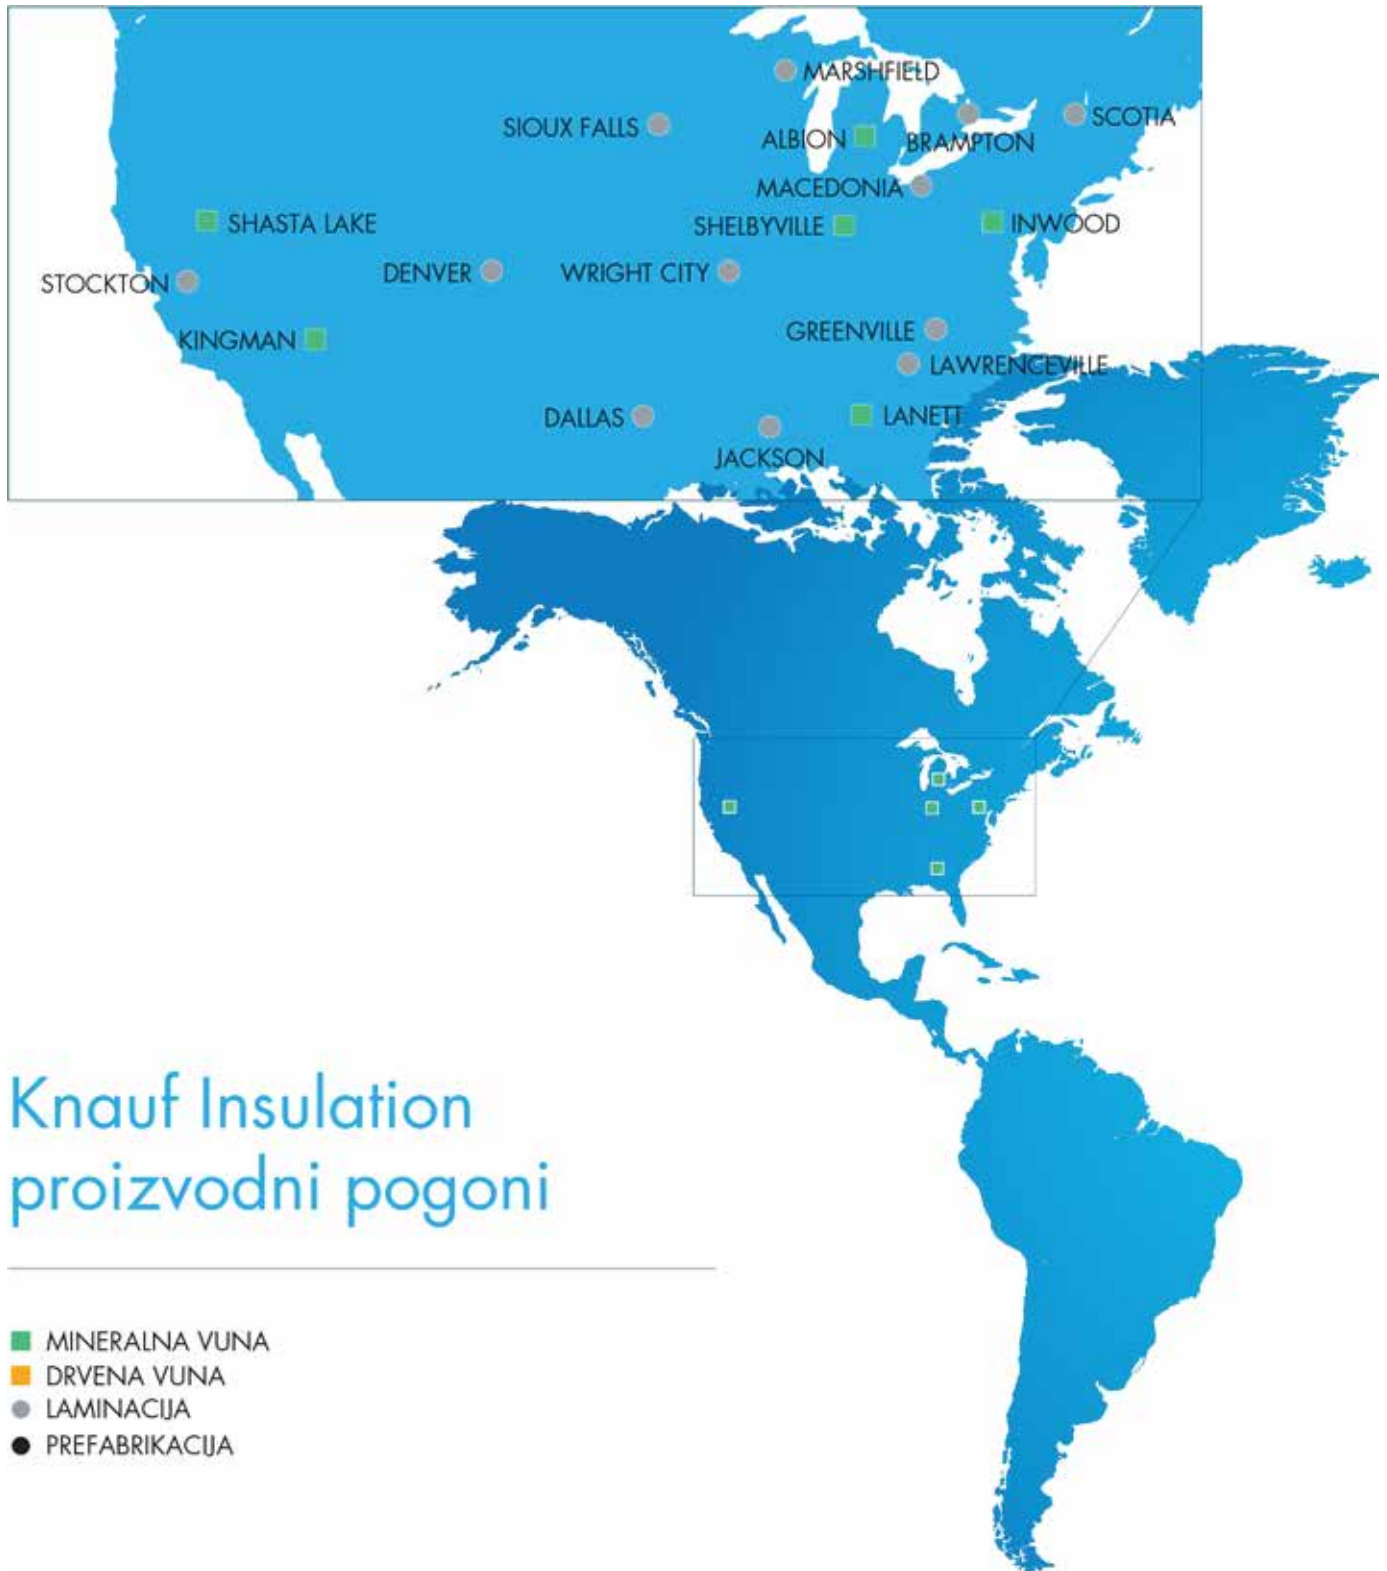 MARSHFIELD
SCOTIA
SIOUX FALLS
ALBION
BRAMPTON
MACEDONIA
SHASTA LAKE
SHELBYVILLE
INWOOD
STOCKTON
DENVER
WRIGHT CITY
KINGMAN
GREENVILLE
LAWRENCEVILLE
DALLAS
LANETT
JACKSON
Knauf Insulation
proizvodni pogoni
MINERALNA VUNA
DRVENA VUNA
LAMINACIJA
PREFABRIKACIJA